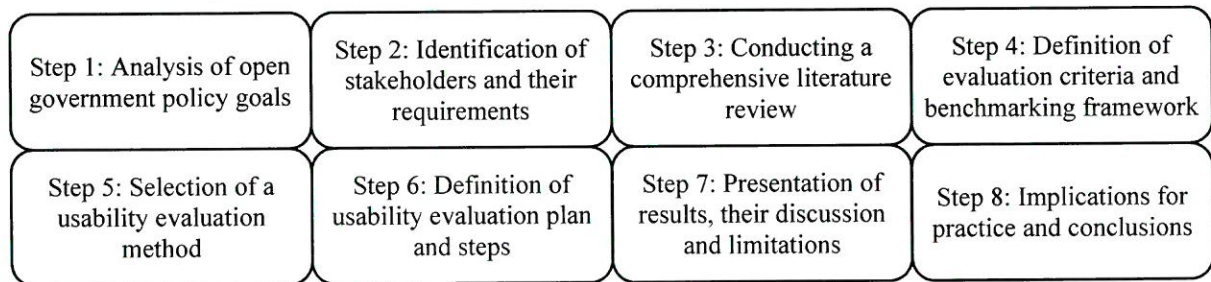 Step 1: Analysis of open
government policy goals
Step 2: Identification of
stakeholders and their
requirements
Step 3: Conducting a
comprehensive literature
review
Step 4: Definition of
evaluation criteria and
benchmarking framework
Step 5: Selection of a
usability evaluation
method
Step 6: Definition of
usability evaluation plan
and steps
Step 7: Presentation of
results, their discussion
and limitations
Step 8: Implications for
practice and conclusions